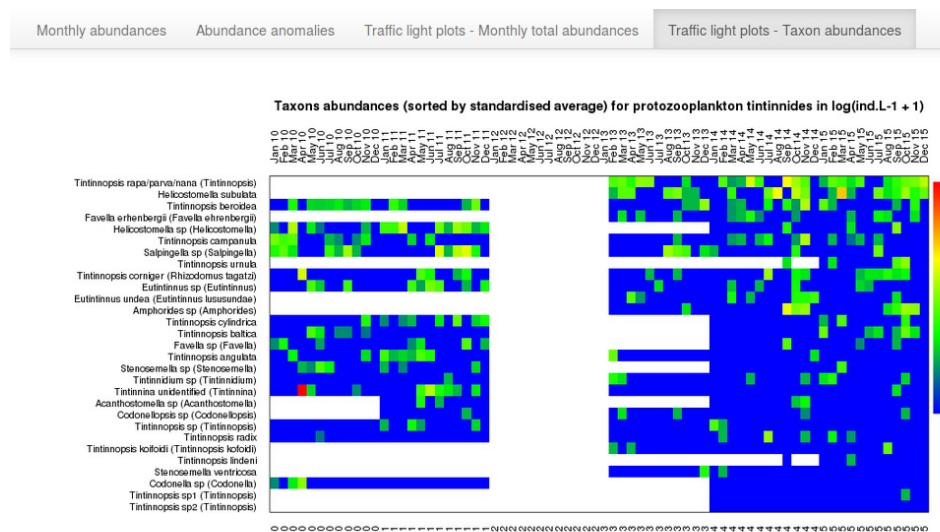 Monthly abundances
Abundance anomalies
Traffic light plots - Monthly total abundances
Traffic light plots - Taxon abundances
Taxons abundances (sorted by standardised average) for protozooplankton tintinnides in log(ind.L-1 + 1)
Jan 10 Feb 10 Mar 10 Apr 10 May 10 Jun 10 Jul 10 Aug 10 Sep 10 Oct 10 Nov 10 Dec 10 Jan 11 Feb 11 Mar 11 Apr 11 May 11 Jun 11 Jul 11 Aug 11 Sep 11 Oct 11 Nov 11 Dec 11 Jan 12 Feb 12 Mar 12 Apr 12 May 12 Jun 12 Jul 12 Aug 12 Sep 12 Oct 12 Nov 12 Dec 12 Jan 13 Feb 13 Mar 13 Apr 13 May 13 Jun 13 Jul 13 Aug 13 Sep 13 Oct 13 Nov 13 Dec 13 Jan 14 Feb 14 Mar 14 Apr 14 May 14 Jun 14 Jul 14 Aug 14 Sep 14 Oct 14 Nov 14 Dec 14 Jan 15 Feb 15 Mar 15 Apr 15 May 15 Jun 15 Jul 15 Aug 15 Sep 15 Oct 15 Nov 15 Dec 15
Tintinnopsis rapa/parva/nana (Tintinnopsis)
Helicostomella subulata
Tintinnopsis beroidea
Favella erhenbergii (Favella ehrenbergii)
Helicostomella sp (Helicostomella)
Tintinnopsis campanula
Salpingella sp (Salpingella)
Tintinnopsis urnula
Tintinnopsis corniger (Rhizodomus tagatzi)
Eutintinnus sp (Eutintinnus)
Eutintinnus undea (Eutintinnus lususundae)
Amphorides sp (Amphorides)
Tintinnopsis cylindrica
Tintinnopsis baltica
Favella sp (Favella)
Tintinnopsis angulata
Stenosemella sp (Stenosemella)
Tintinnidium sp (Tintinnidium)
Tintinnina unidentified (Tintinnina)
Acanthostomella sp (Acanthostomella)
Codonellopsis sp (Codonellopsis)
Tintinnopsis sp (Tintinnopsis)
Tintinnopsis radix
Tintinnopsis koifoidi (Tintinnopsis kofoidi)
Tintinnopsis lindeni
Stenosemella ventricosa
Codonella sp (Codonella)
Tintinnopsis sp1 (Tintinnopsis)
Tintinnopsis sp2 (Tintinnopsis)